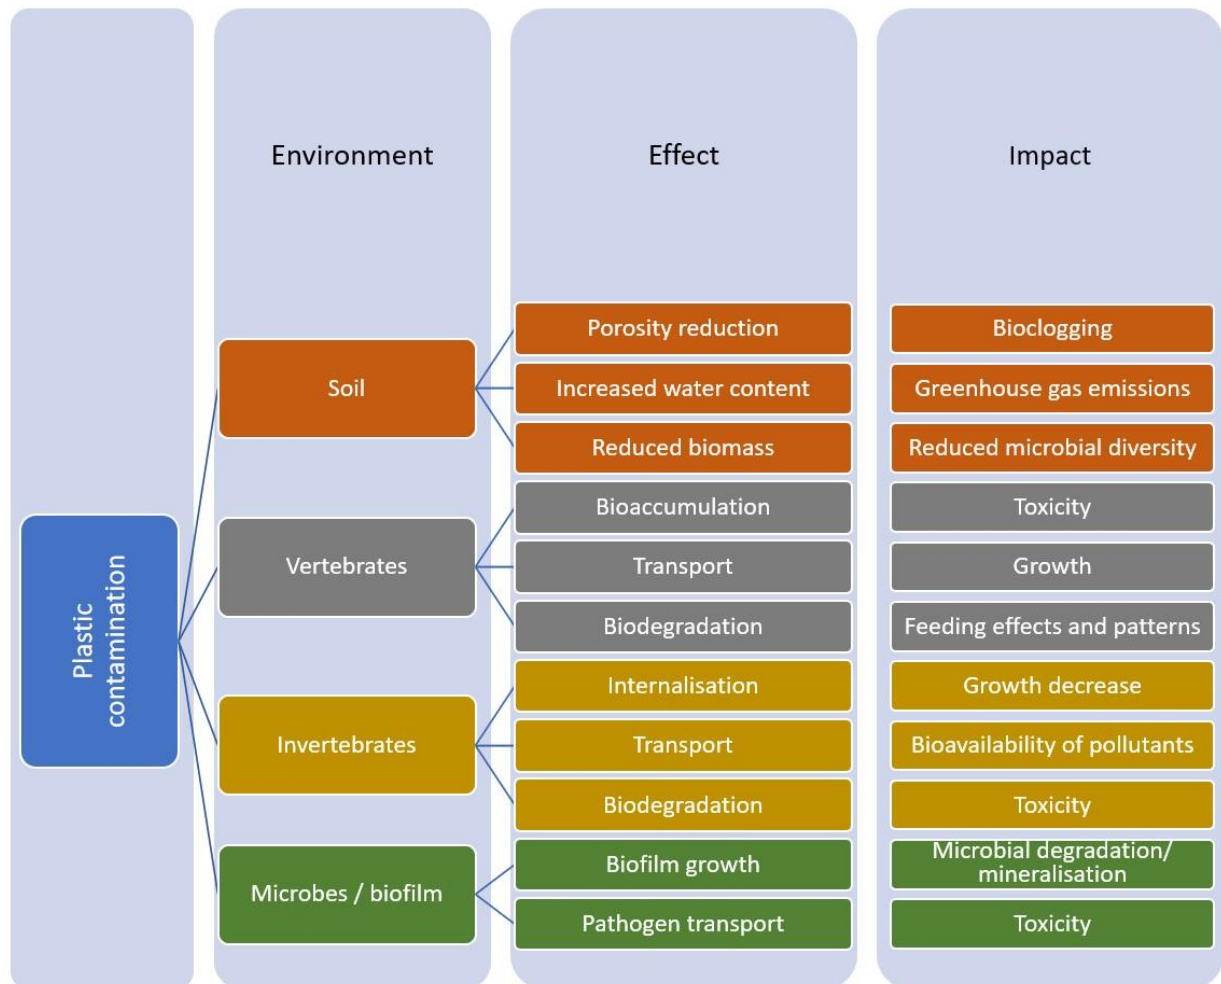 Environment
Effect
Impact
Plastic
contamination
Soil
Porosity reduction
Bioclogging
Increased water content
Greenhouse gas emissions
Reduced biomass
Reduced microbial diversity
Vertebrates
Bioaccumulation
Toxicity
Transport
Growth
Biodegradation
Feeding effects and patterns
Invertebrates
Internalisation
Growth decrease
Transport
Bioavailability of pollutants
Biodegradation
Toxicity
Microbes / biofilm
Biofilm growth
Microbial degradation/
mineralisation
Pathogen transport
Toxicity